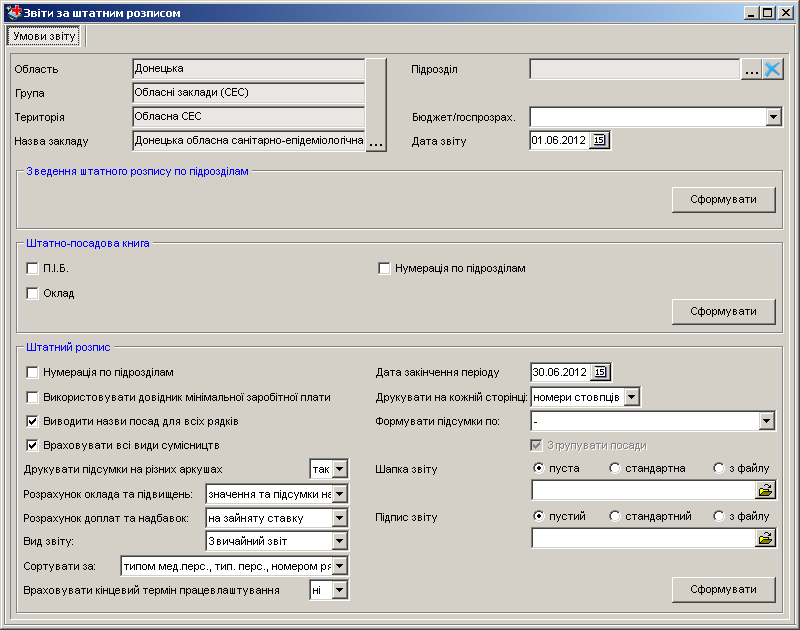 Звіти за штатним розписом
Умови звіту
Область Донецька
Група Обласні заклади (СЕС)
Територія Обласна СЕС
Назва закладу Донецька обласна санітарно-епідеміологічна ...
Підрозділ ...
Бюджет/госпрозрах.
Дата звіту 01.06.2012 15
Зведення штатного розпису по підрозділам
Сформувати
Штатно-посадова книга
П.І.Б. Нумерація по підрозділам
Оклад
Сформувати
Штатний розпис
Нумерація по підрозділам
Використовувати довідник мінімальної заробітної плати
Виводити назви посад для всіх рядків
Враховувати всі види сумісництв
Друкувати підсумки на різних аркушах так
Розрахунок оклада та підвищень: значення та підсумки на
Розрахунок доплат та надбавок: на зайняту ставку
Вид звіту: Звичайний звіт
Сортувати за: типом мед.перс., тип. перс., номером ря
Враховувати кінцевий термін працевлаштування ні
Дата закінчення періоду 30.06.2012 15
Друкувати на кожній сторінці: номери стовпців
Формувати підсумки по: -
Згрупувати посади
Шапка звіту пуста стандартна з файлу
Підпис звіту пустий стандартний з файлу
Сформувати